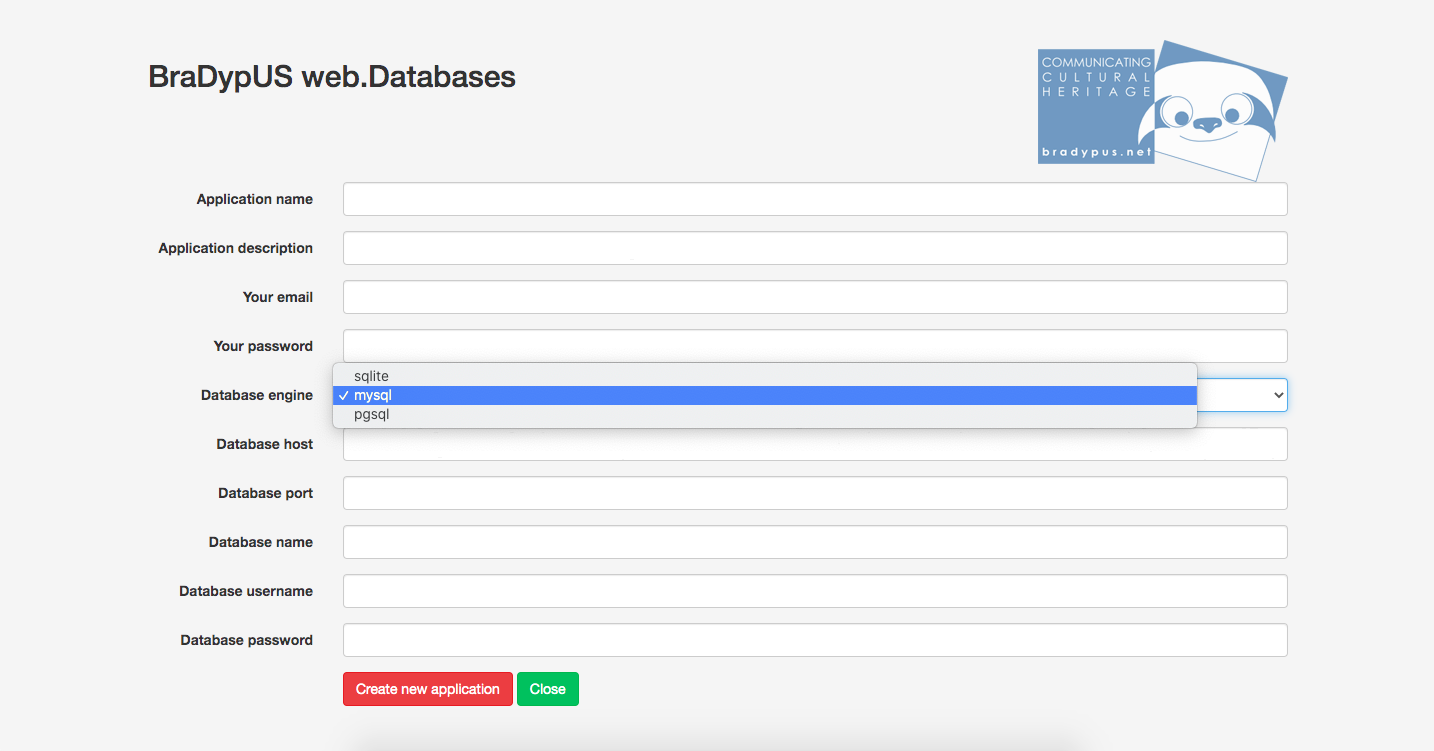 BraDypUS web.Databases
COMMUNICATING
CULTURAL
HERITAGE
bradypus.net
Application name
Application description
Your email
Your password
sqlite
Database engine
✓ mysql
pgsql
Database host
Database port
Database name
Database username
Database password
Create new application
Close